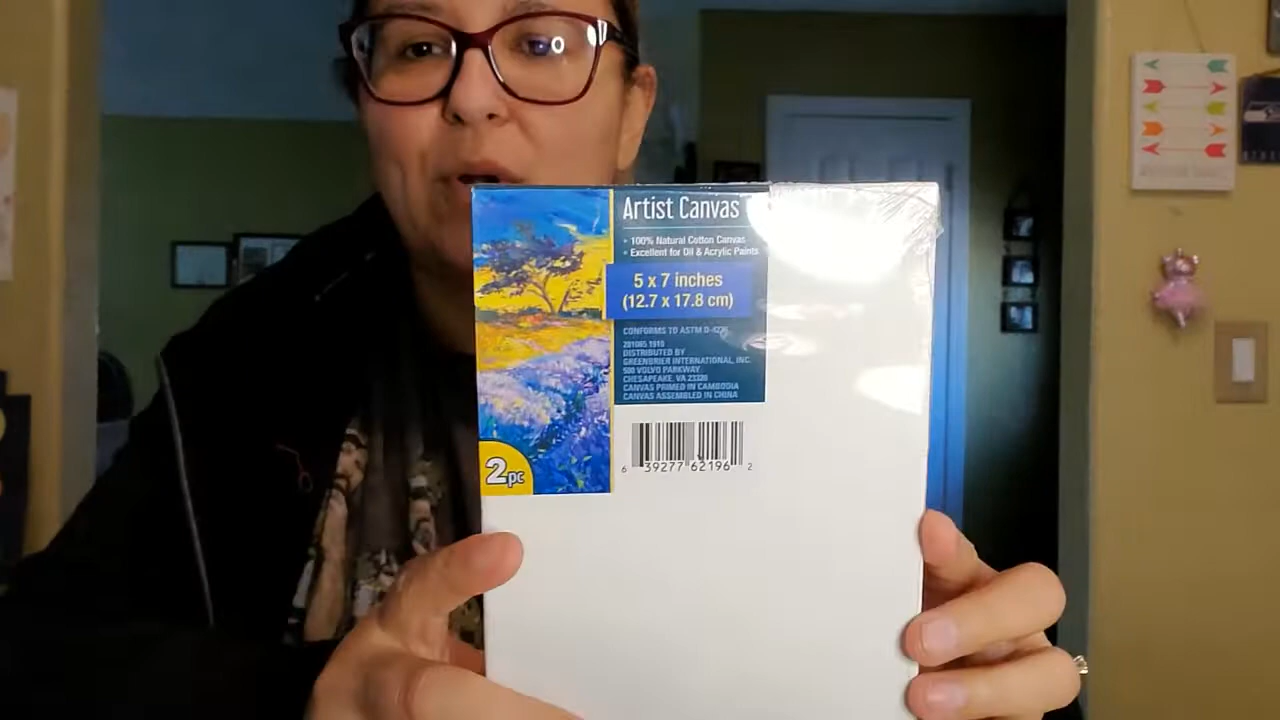 Artist Canvas
• 100% Natural Cotton Canvas
• Excellent for Oil & Acrylic Paints
5 x 7 inches
(12.7 x 17.8 cm)
CONFORMS TO ASTM D-4236
DISTRIBUTED BY
GREENBRIER INTERNATIONAL, INC.
500 VOLVO PARKWAY
CHESAPEAKE, VA 23320
CANVAS PRIMED IN CAMBODIA
CANVAS ASSEMBLED IN CHINA
2pc
6 39277 62196 2